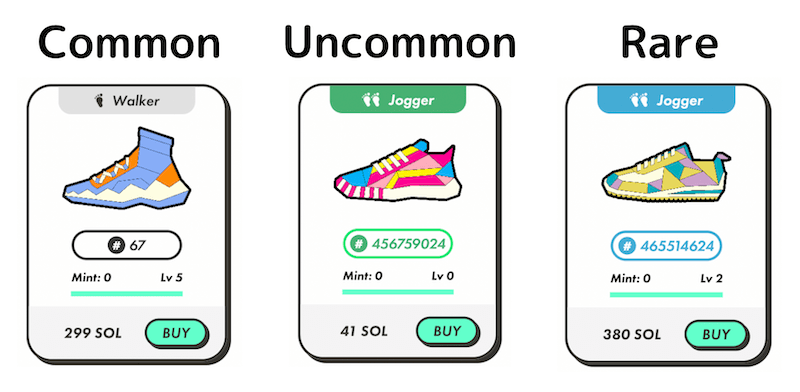 Common
Walker
# 67
Mint: 0 Lv 5
299 SOL BUY
Uncommon
Jogger
# 456759024
Mint: 0 Lv 0
41 SOL BUY
Rare
Jogger
# 465514624
Mint: 0 Lv 2
380 SOL BUY